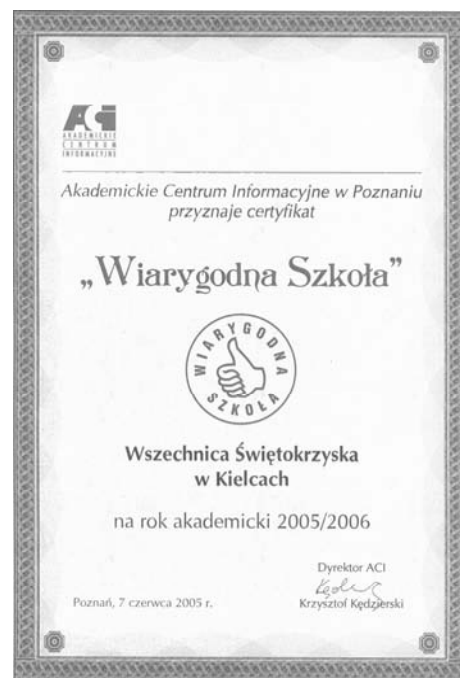 ACI
AKADEMICKIE
CENTRUM
INFORMACYJNE
Akademickie Centrum Informacyjne w Poznaniu
przyznaje certyfikat
„Wiarygodna Szkoła”
WIARYGODNA
SZKOŁA
Wszechnica Świętokrzyska
w Kielcach
na rok akademicki 2005/2006
Dyrektor ACI
Poznań, 7 czerwca 2005 r.
Krzysztof Kędzierski